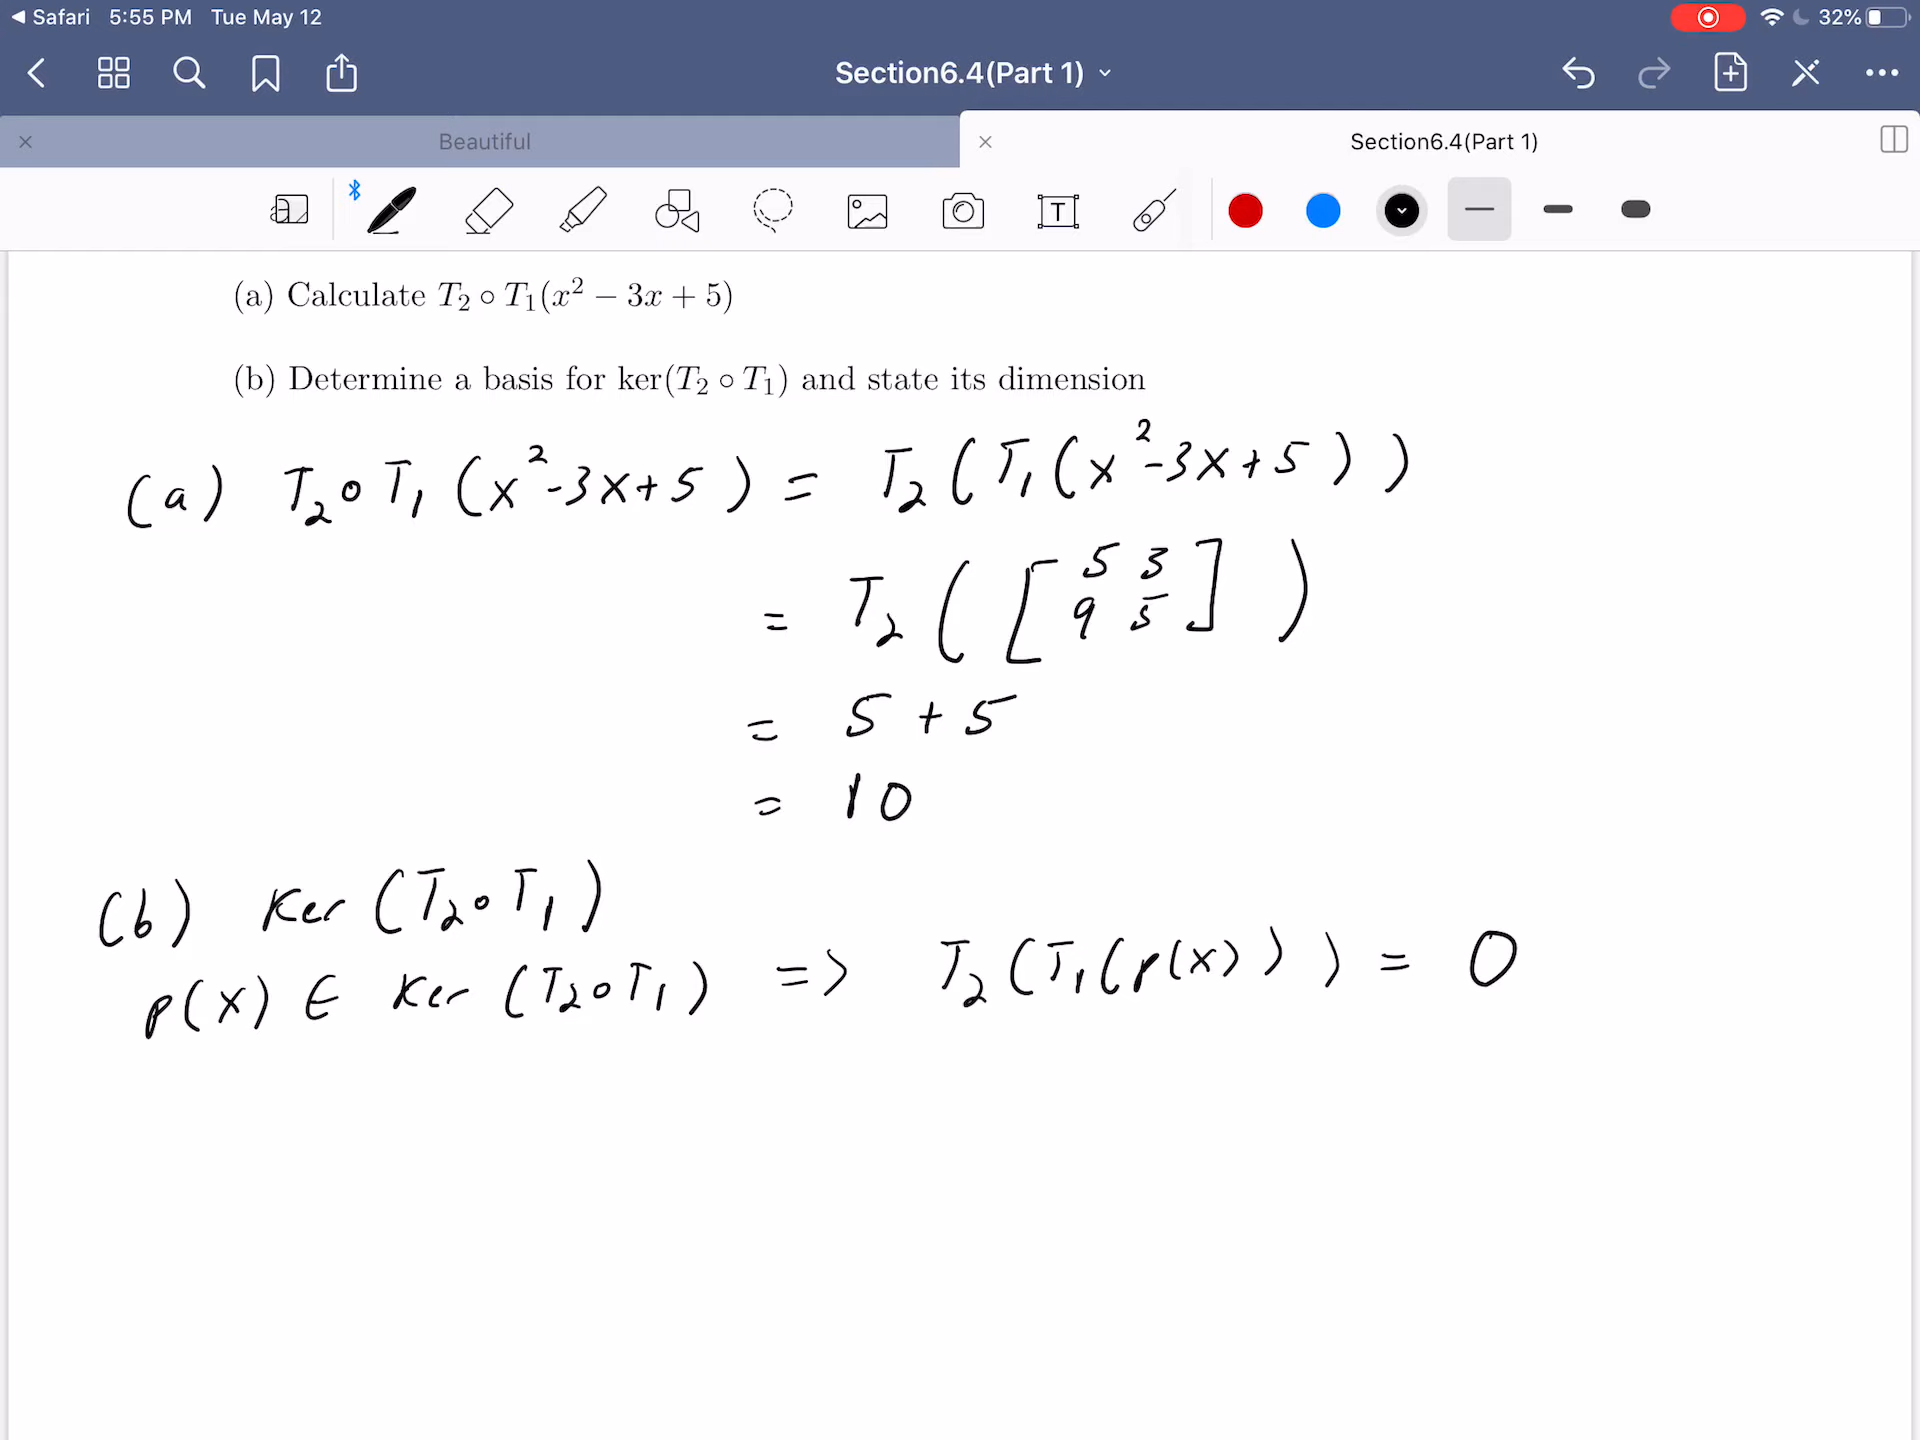 Safari 5:55 PM Tue May 12 32%
Section6.4(Part 1)
Beautiful Section6.4(Part 1)
(a) Calculate T₂ ∘ T₁(x² − 3x + 5)
(b) Determine a basis for ker(T₂ ∘ T₁) and state its dimension
(a) T₂ ∘ T₁ (x² - 3x + 5) = T₂ (T₁ (x² - 3x + 5))
= T₂ ( [ 5 3
9 5 ] )
= 5 + 5
= 10
(b) Ker (T₂ ∘ T₁)
p(x) ∈ Ker (T₂ ∘ T₁) => T₂ (T₁ (p(x))) = 0